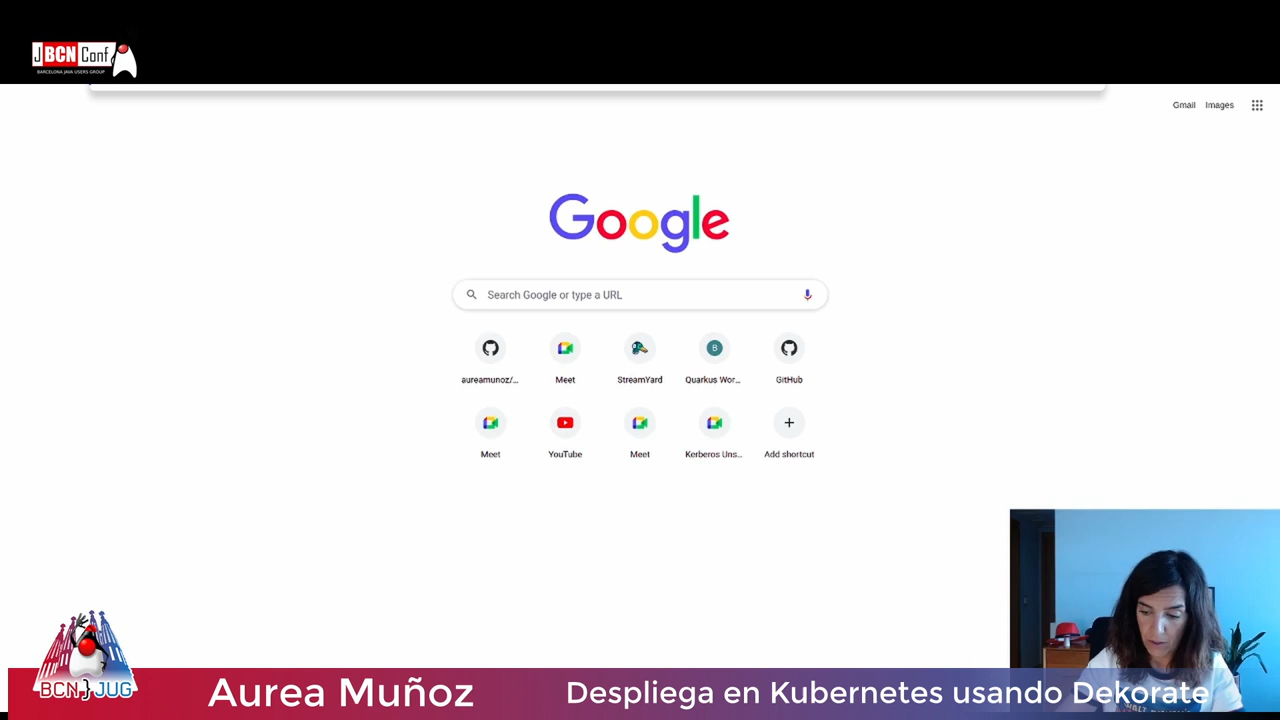 JBCNConf
BARCELONA JAVA USERS GROUP
Gmail Images
Google
Search Google or type a URL
B
aureamunoz/... Meet StreamYard Quarkus Wor... GitHub
Meet YouTube Meet Kerberos Uns... Add shortcut
BCN JUG
Aurea Muñoz Despliega en Kubernetes usando Dekorate